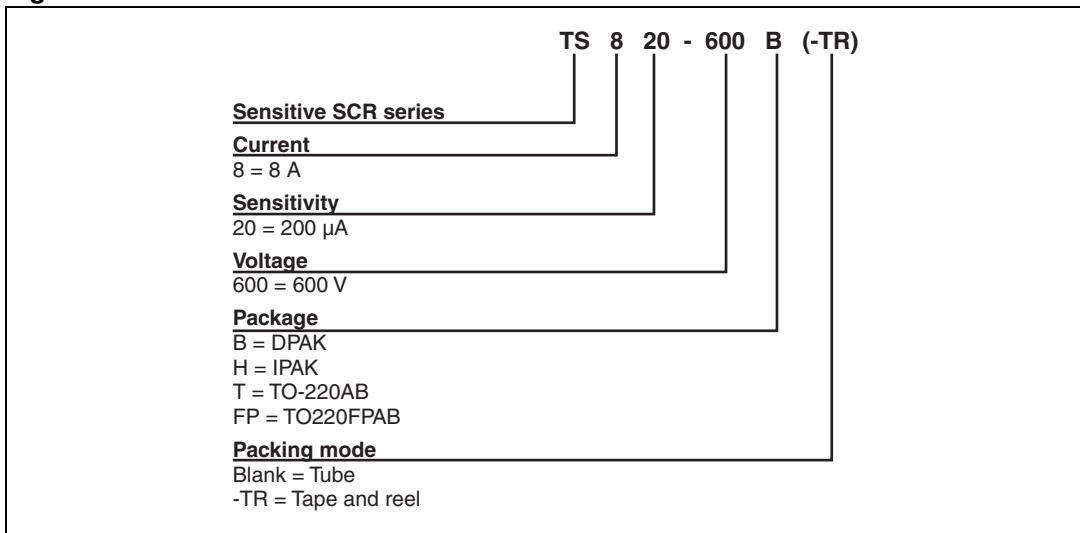 TS 8 20 - 600 B (-TR)
Sensitive SCR series
Current
8 = 8 A
Sensitivity
20 = 200 µA
Voltage
600 = 600 V
Package
B = DPAK
H = IPAK
T = TO-220AB
FP = TO220FPAB
Packing mode
Blank = Tube
-TR = Tape and reel